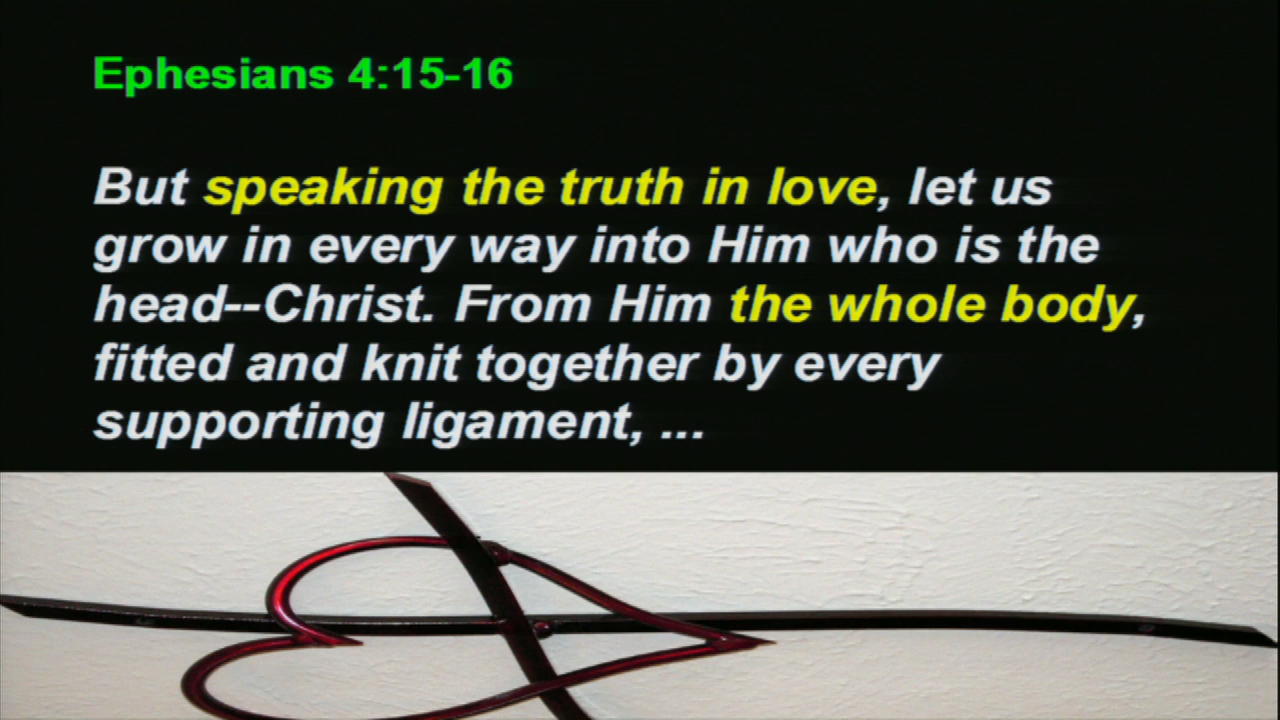 Ephesians 4:15-16
But speaking the truth in love, let us
grow in every way into Him who is the
head--Christ. From Him the whole body,
fitted and knit together by every
supporting ligament, ...